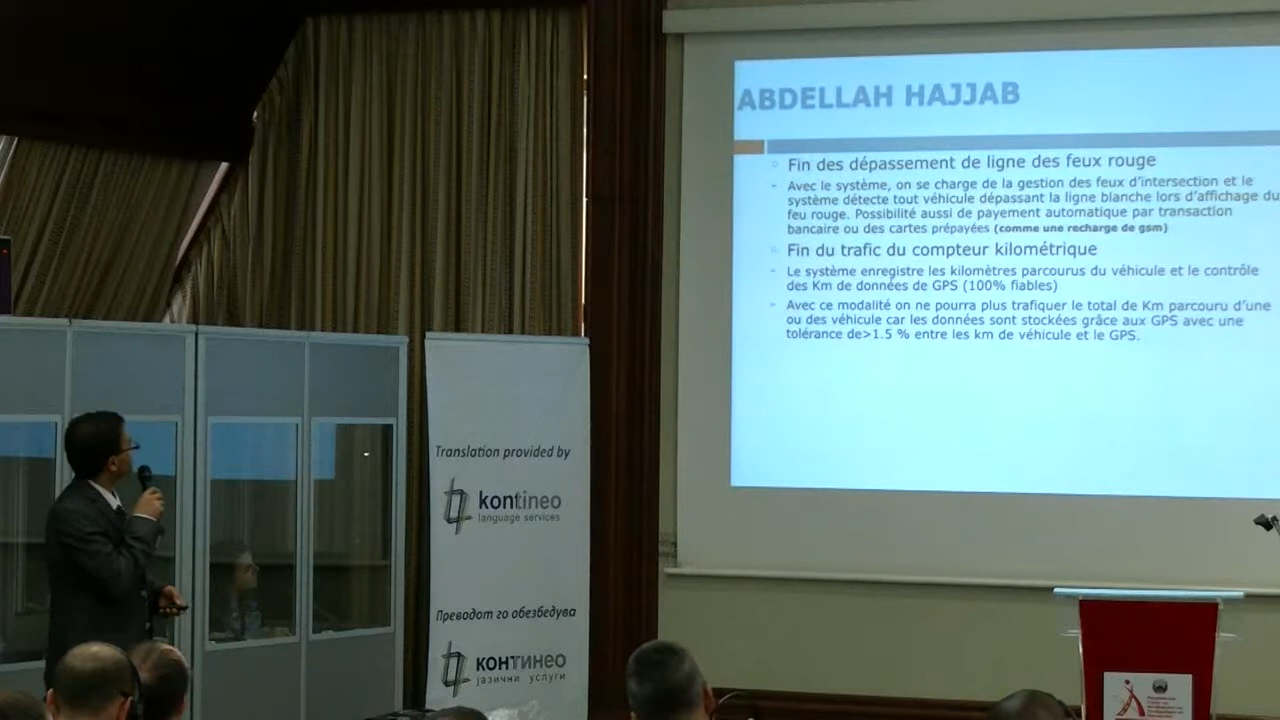 ABDELLAH HAJJAB
Fin des dépassement de ligne des feux rouge
- Avec le système, on se charge de la gestion des feux d'intersection et le
système détecte tout véhicule dépassant la ligne blanche lors d'affichage du
feu rouge. Possibilité aussi de payement automatique par transaction
bancaire ou des cartes prépayées (comme une recharge de gsm)
Fin du trafic du compteur kilométrique
- Le système enregistre les kilomètres parcourus du véhicule et le contrôle
des Km de données de GPS (100% fiables)
- Avec ce modalité on ne pourra plus trafiquer le total de Km parcouru d'une
ou des véhicule car les données sont stockées grâce aux GPS avec une
tolérance de>1.5 % entre les km de véhicule et le GPS.
Translation provided by
kontineo
language services
Преводот го обезбедува
континео
јазични услуги